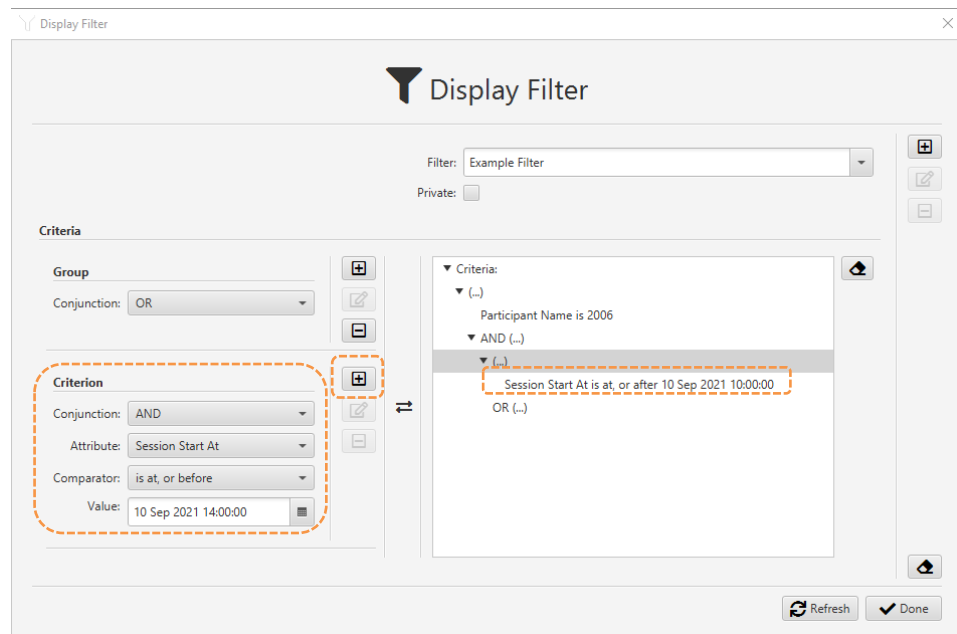 Display Filter
Display Filter
Filter: Example Filter
Private:
Criteria
Group
Conjunction: OR
Criterion
Conjunction: AND
Attribute: Session Start At
Comparator: is at, or before
Value: 10 Sep 2021 14:00:00
Criteria:
(...)
Participant Name is 2006
AND (...)
(...)
Session Start At is at, or after 10 Sep 2021 10:00:00
OR (...)
Refresh
Done